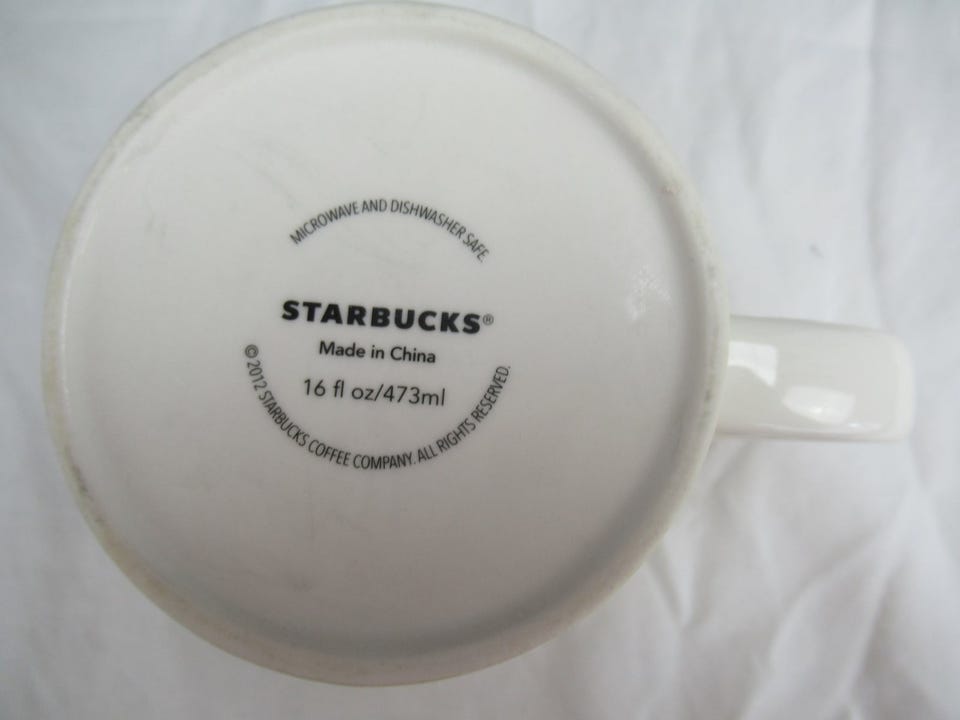 MICROWAVE AND DISHWASHER SAFE.
STARBUCKS®
Made in China
16 fl oz/473ml
© 2012 STARBUCKS COFFEE COMPANY. ALL RIGHTS RESERVED.